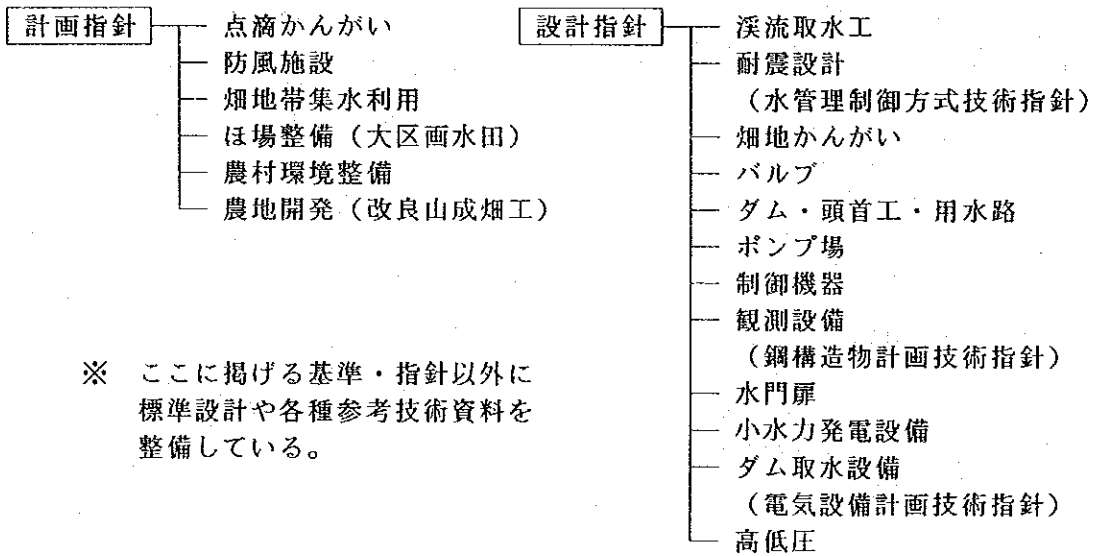 計画指針
点滴かんがい
防風施設
畑地帯集水利用
ほ場整備(大区画水田)
農村環境整備
農地開発(改良山成畑工)
※ ここに掲げる基準・指針以外に
標準設計や各種参考技術資料を
整備している。
設計指針
渓流取水工
耐震設計
(水管理制御方式技術指針)
畑地かんがい
バルブ
ダム・頭首工・用水路
ポンプ場
制御機器
観測設備
(鋼構造物計画技術指針)
水門扉
小水力発電設備
ダム取水設備
(電気設備計画技術指針)
高低圧